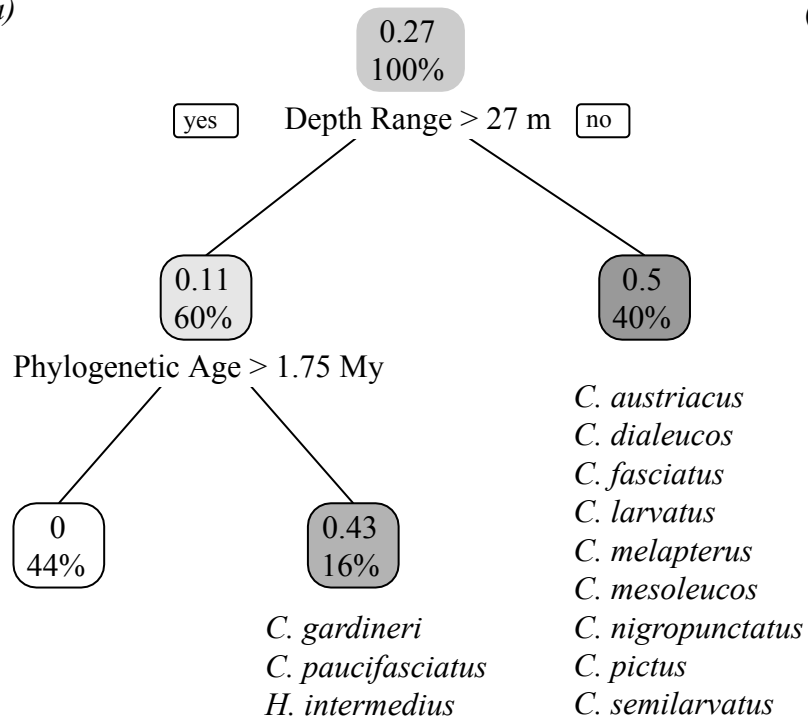 a)
(
0.27
100%
yes
Depth Range > 27 m
no
0.11
60%
0.5
40%
Phylogenetic Age > 1.75 My
C. austriacus
C. dialeucos
C. fasciatus
C. larvatus
C. melapterus
C. mesoleucos
C. nigropunctatus
C. pictus
C. semilarvatus
0
44%
0.43
16%
C. gardineri
C. paucifasciatus
H. intermedius